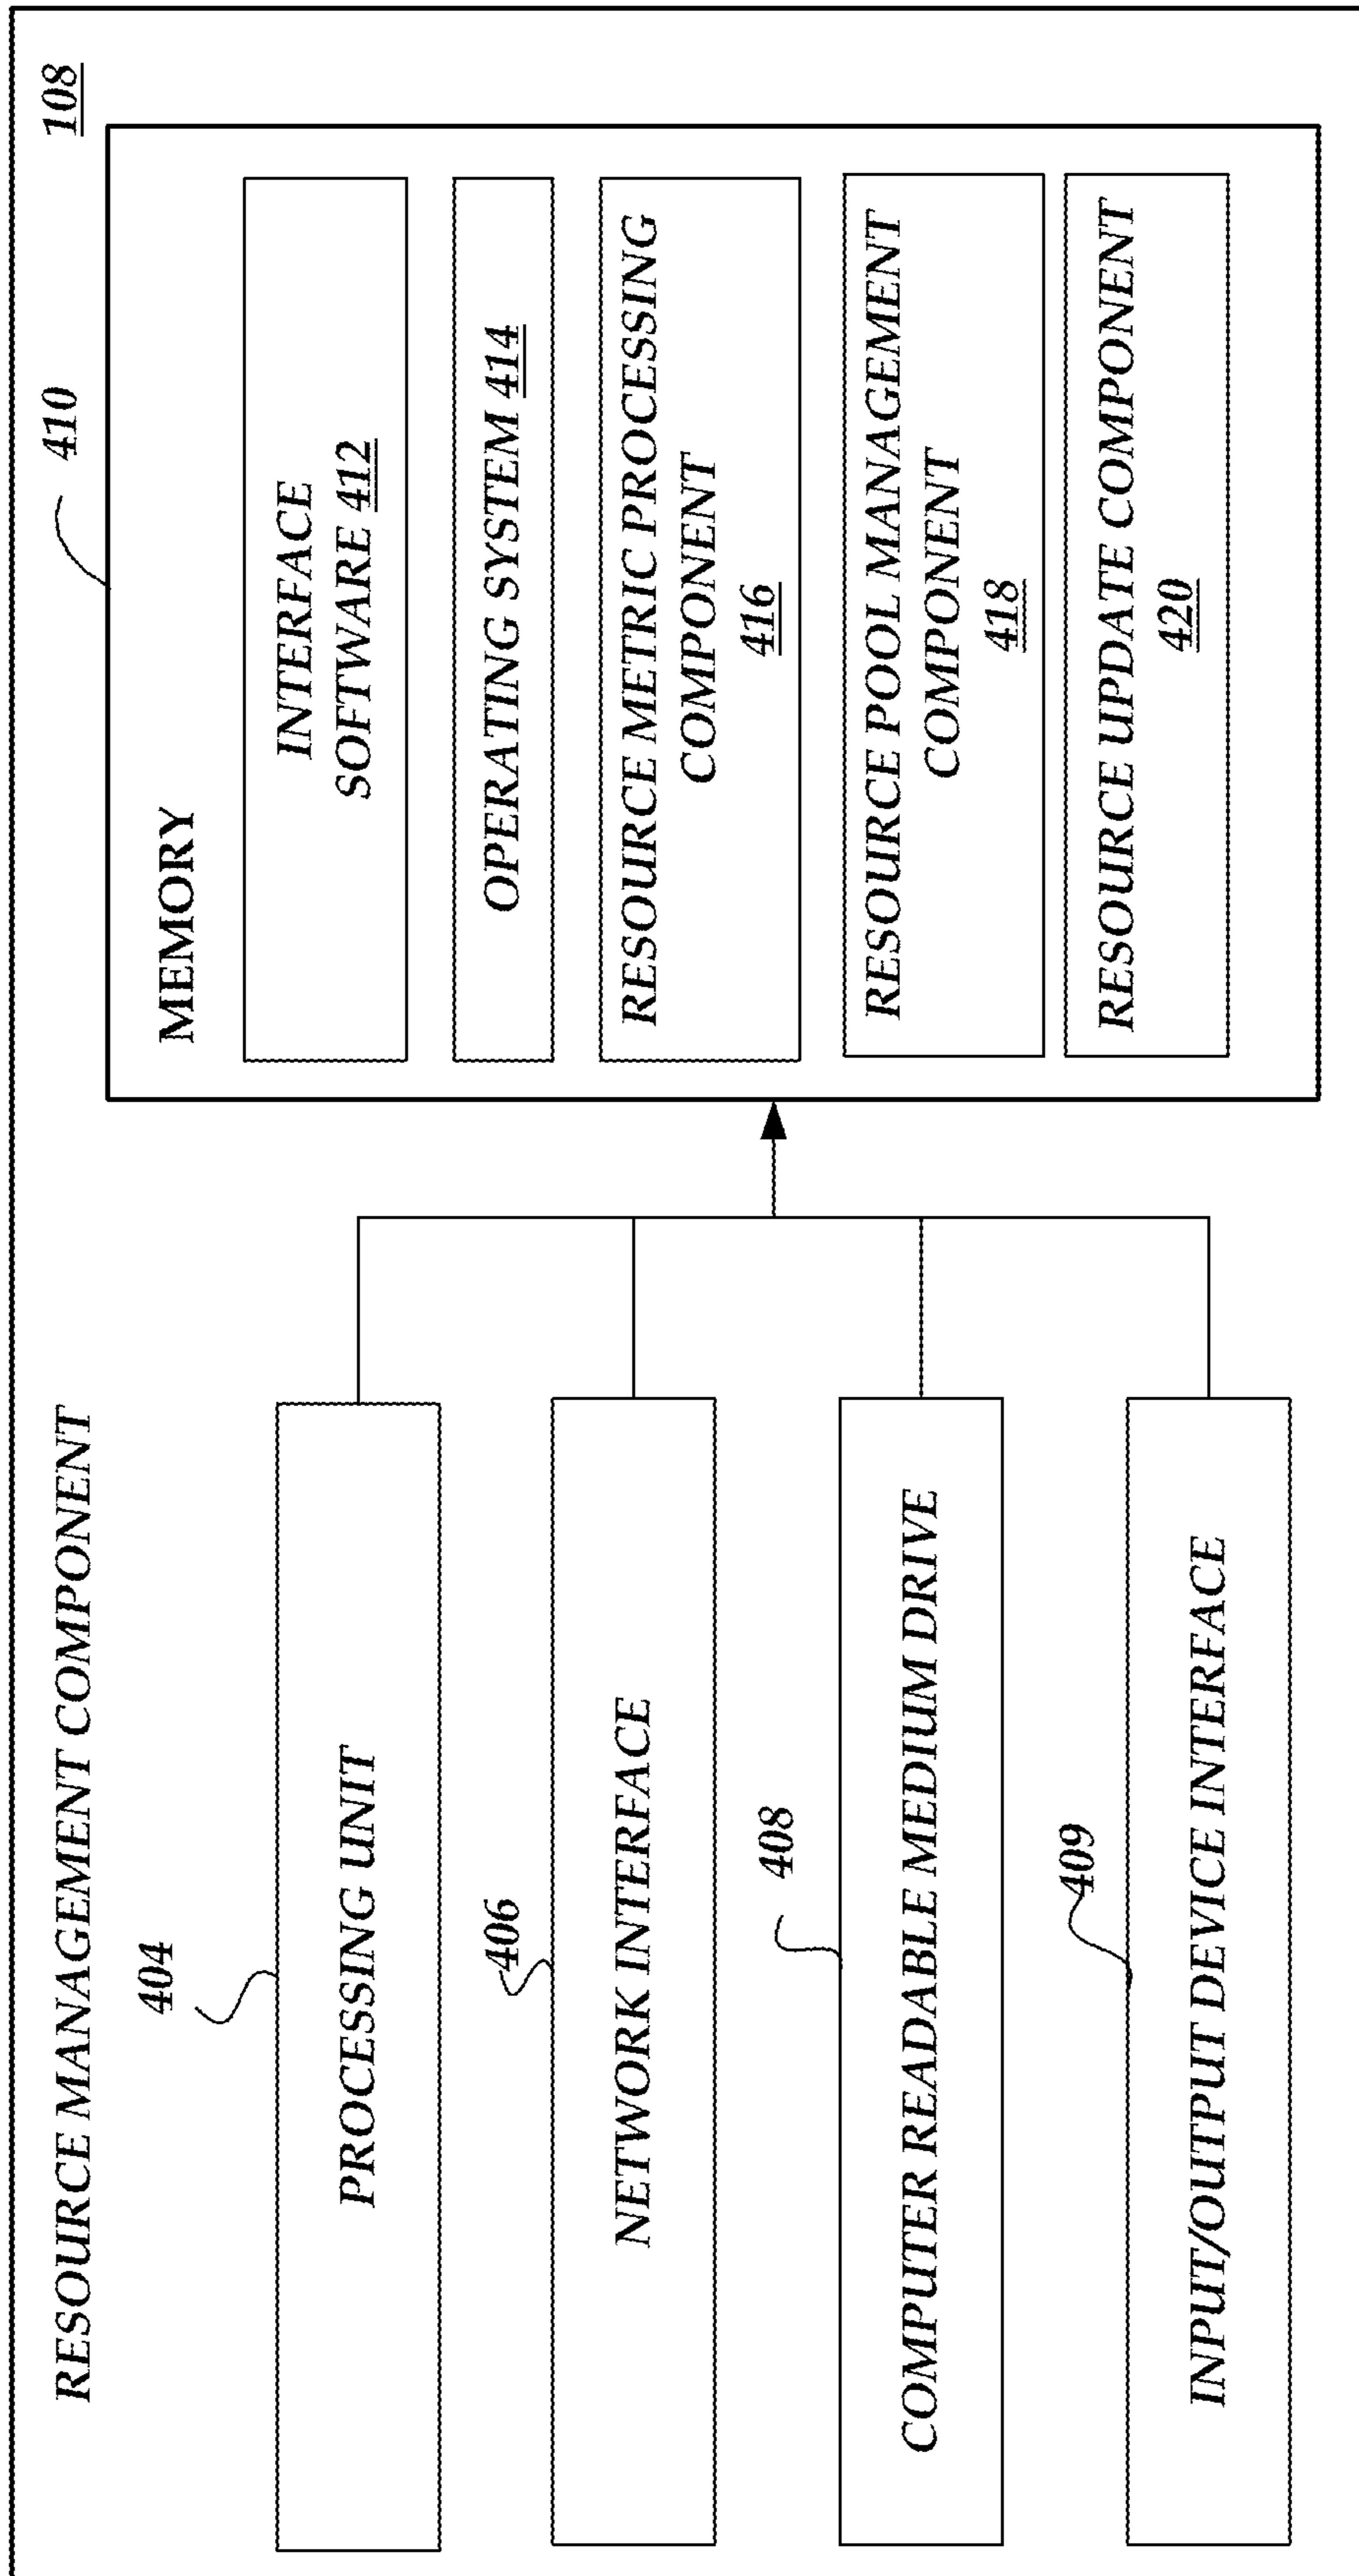 RESOURCE MANAGEMENT COMPONENT
108
404
PROCESSING UNIT
406
NETWORK INTERFACE
408
COMPUTER READABLE MEDIUM DRIVE
409
INPUT/OUTPUT DEVICE INTERFACE
410
MEMORY
INTERFACE
SOFTWARE 412
OPERATING SYSTEM 414
RESOURCE METRIC PROCESSING
COMPONENT
416
RESOURCE POOL MANAGEMENT
COMPONENT
418
RESOURCE UPDATE COMPONENT
420